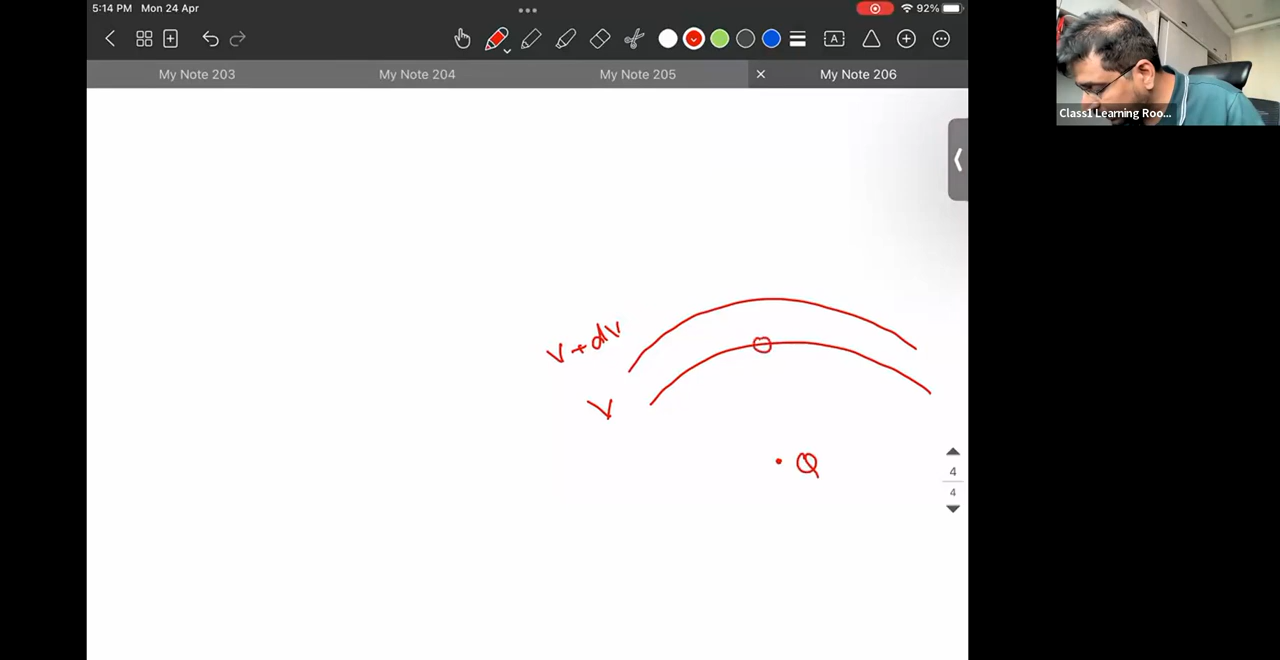 5:14 PM Mon 24 Apr
92%
My Note 203
My Note 204
My Note 205
My Note 206
A
Class1 Learning Roo...
V + dV
V
Q
4
4